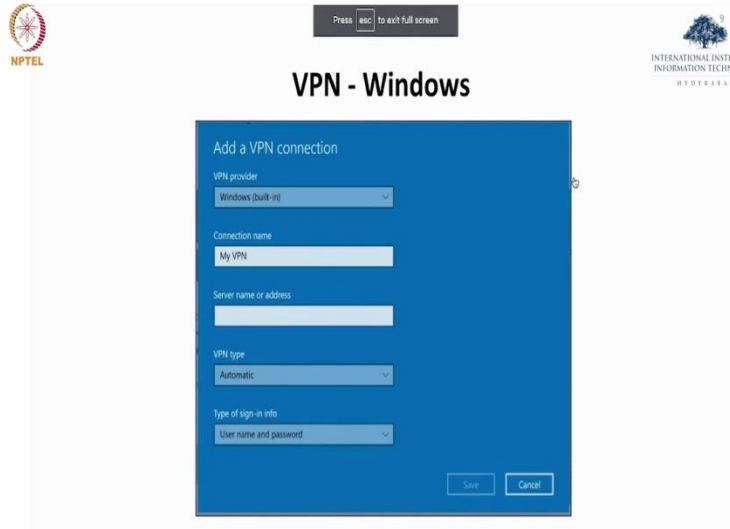 Press esc to exit full screen
9
NPTEL
INTERNATIONAL INSTI
INFORMATION TECHN
HYDERABA
VPN - Windows
Add a VPN connection
VPN provider
Windows (built-in)
Connection name
My VPN
Server name or address
VPN type
Automatic
Type of sign-in info
User name and password
Save Cancel